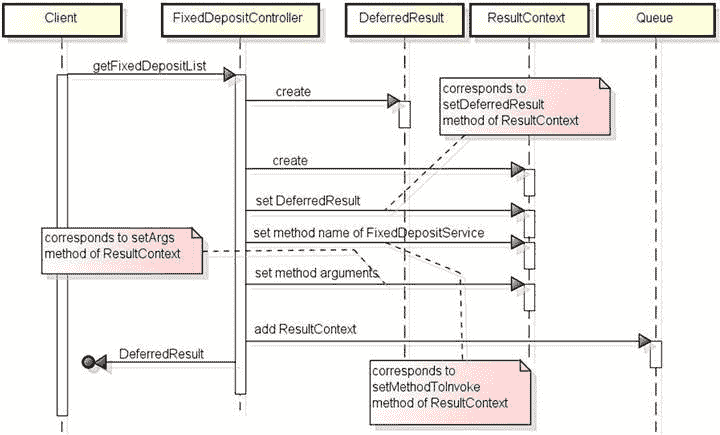 Client
FixedDepositController
DeferredResult
ResultContext
Queue
getFixedDepositList
create
corresponds to
setDeferredResult
method of ResultContext
create
set DeferredResult
set method name of FixedDepositService
corresponds to setArgs
method of ResultContext
set method arguments
add ResultContext
DeferredResult
corresponds to
setMethodToInvoke
method of ResultContext